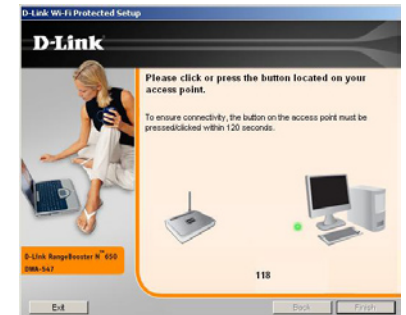 D-Link Wi-Fi Protected Setup
D-Link
Please click or press the button located on your
access point.
To ensure connectivity, the button on the access point must be
pressed/clicked within 120 seconds.
D-Link RangeBooster N™ 650
DWA-547
118
Exit
Back
Finish